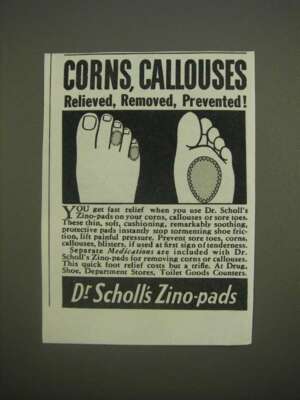 CORNS, CALLOUSES
Relieved, Removed, Prevented!
YOU get fast relief when you use Dr. Scholl's
Zino-pads on your corns, callouses or sore toes.
These thin, soft, cushioning, remarkably soothing,
protective pads instantly stop tormenting shoe fric-
tion, lift painful pressure. Prevent sore toes, corns,
callouses, blisters, if used at first sign of tenderness.
Separate Medications are included with Dr.
Scholl's Zino-pads for removing corns or callouses.
This quick foot relief costs but a trifle. At Drug,
Shoe, Department Stores, Toilet Goods Counters.
Dr Scholl's Zino-pads